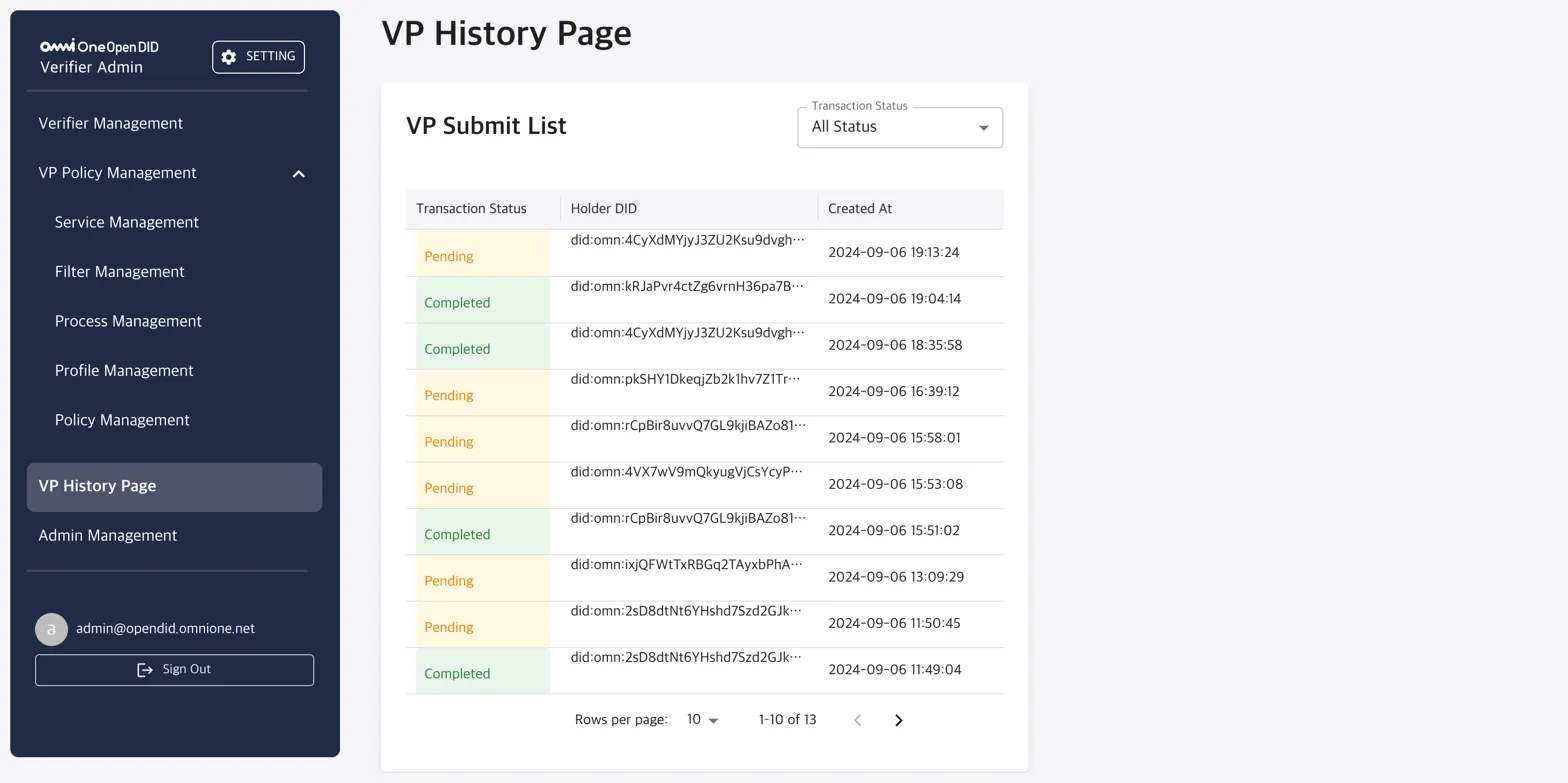 Omni One Open DID
Verifier Admin
SETTING
Verifier Management
VP Policy Management
Service Management
Filter Management
Process Management
Profile Management
Policy Management
VP History Page
Admin Management
a
admin@opendid.omnione.net
Sign Out
VP History Page
VP Submit List
Transaction Status
All Status
Transaction Status Holder DID Created At
Pending did:omn:4CyXdMYjyJ3ZU2Ksu9dvgh··· 2024-09-06 19:13:24
Completed did:omn:kRJaPvr4ctZg6vrnH36pa7B··· 2024-09-06 19:04:14
Completed did:omn:4CyXdMYjyJ3ZU2Ksu9dvgh··· 2024-09-06 18:35:58
Pending did:omn:pkSHY1DkeqjZb2k1hv7Z1Tr··· 2024-09-06 16:39:12
Pending did:omn:rCpBir8uvvQ7GL9kjiBAZo81··· 2024-09-06 15:58:01
Pending did:omn:4VX7wV9mQkyugVjCsYcyP··· 2024-09-06 15:53:08
Completed did:omn:rCpBir8uvvQ7GL9kjiBAZo81··· 2024-09-06 15:51:02
Pending did:omn:ixjQFWtTxRBGq2TAyxbPhA··· 2024-09-06 13:09:29
Pending did:omn:2sD8dtNt6YHshd7Szd2GJk··· 2024-09-06 11:50:45
Completed did:omn:2sD8dtNt6YHshd7Szd2GJk··· 2024-09-06 11:49:04
Rows per page: 10 1-10 of 13